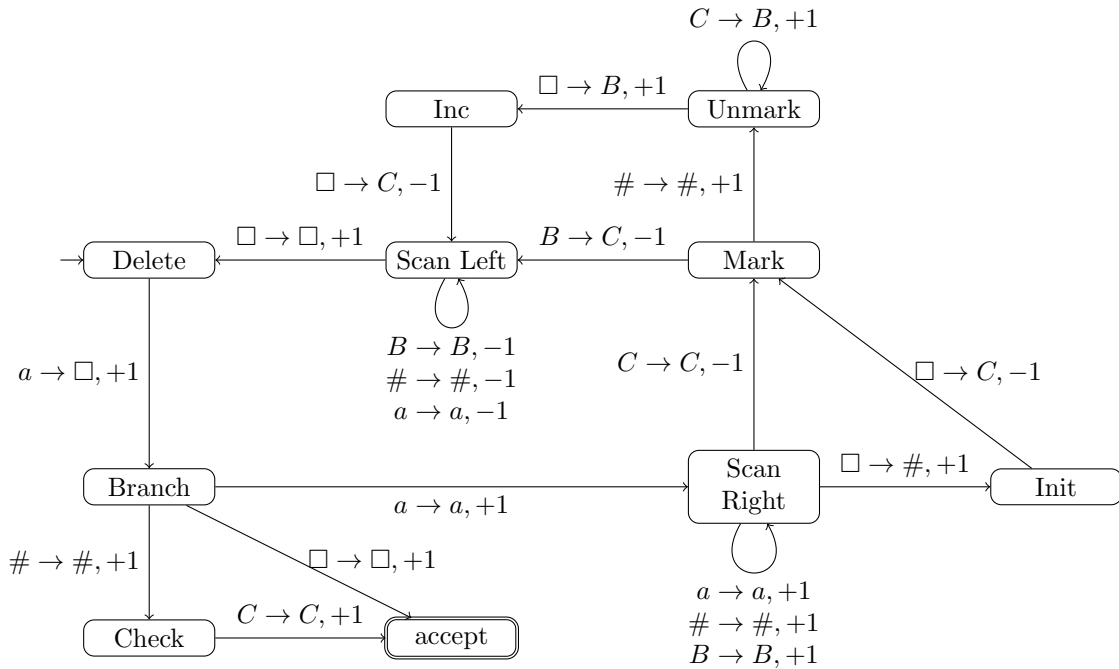 C → B, +1
□ → B, +1
Inc
Unmark
□ → C, −1
# → #, +1
□ → □, +1
B → C, −1
Delete
Scan Left
Mark
B → B, −1
# → #, −1
a → a, −1
a → □, +1
C → C, −1
□ → C, −1
Branch
a → a, +1
Scan
Right
□ → #, +1
Init
# → #, +1
□ → □, +1
a → a, +1
# → #, +1
B → B, +1
Check
C → C, +1
accept